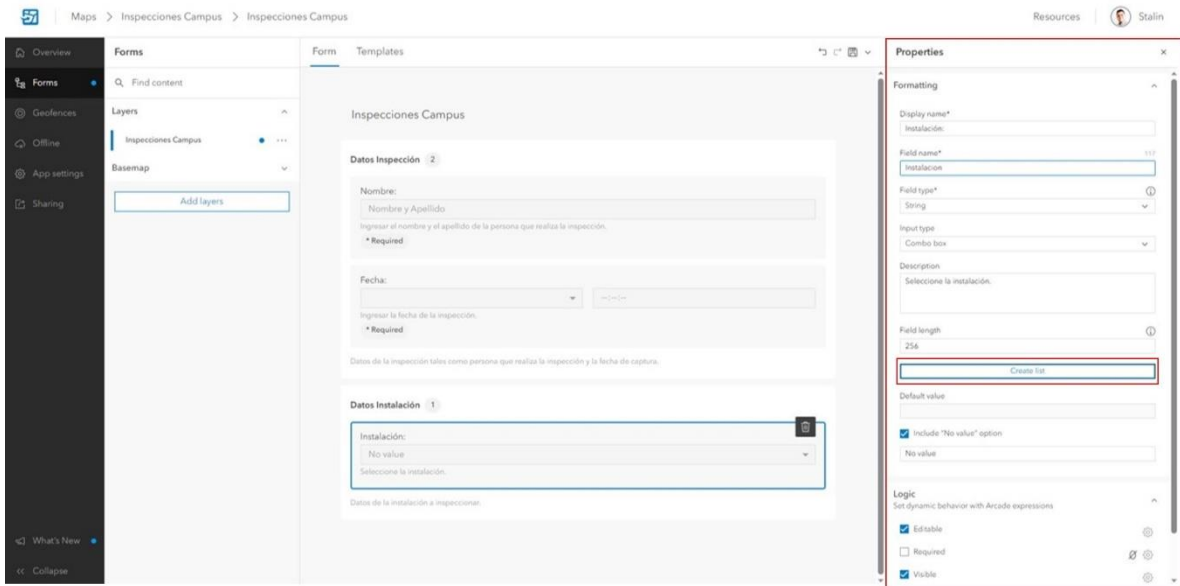 Maps > Inspecciones Campus > Inspecciones Campus
Resources
Stalin
Overview
Forms
Geofences
Offline
App settings
Sharing
What's New
<< Collapse
Forms
Find content
Layers
Inspecciones Campus
Basemap
Add layers
Form
Templates
Inspecciones Campus
Datos Inspección 2
Nombre:
Nombre y Apellido
Ingresar el nombre y el apellido de la persona que realiza la inspección.
* Required
Fecha:
--:--:--
Ingresar la fecha de la inspección.
* Required
Datos de la inspección tales como persona que realiza la inspección y la fecha de captura.
Datos Instalación 1
Instalación:
No value
Seleccione la instalación.
Datos de la instalación a inspeccionar.
Properties
Formatting
Display name*
Instalación:
Field name*
Instalacion
Field type*
String
Input type
Combo box
Description
Seleccione la instalación.
Field length
256
Create list
Default value
Include "No value" option
No value
Logic
Set dynamic behavior with Arcade expressions
Editable
Required
Visible